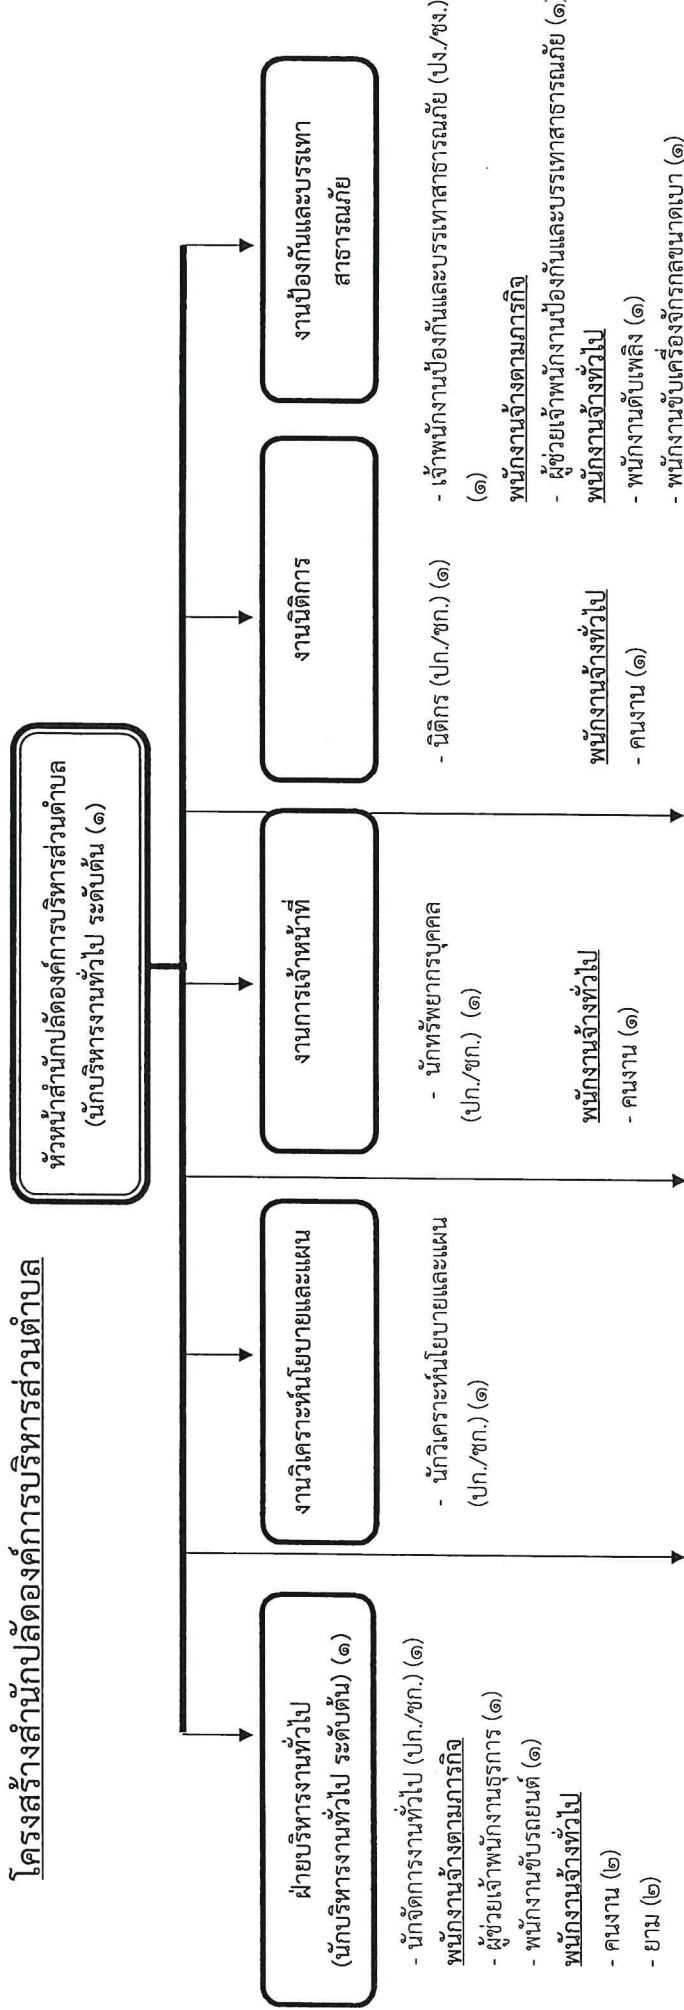 โครงสร้างสำนักปลัดองค์การบริหารส่วนตำบล
หัวหน้าสำนักปลัดองค์การบริหารส่วนตำบล
(นักบริหารงานทั่วไป ระดับต้น (๑)
ฝ่ายบริหารงานทั่วไป
(นักบริหารงานทั่วไป ระดับต้น) (๑)
- นักจัดการงานทั่วไป (ปก./ชก.) (๑)
พนักงานจ้างตามภารกิจ
- ผู้ช่วยเจ้าพนักงานธุรการ (๑)
- พนักงานขับรถยนต์ (๑)
พนักงานจ้างทั่วไป
- คนงาน (๒)
- ยาม (๒)
งานวิเคราะห์นโยบายและแผน
- นักวิเคราะห์นโยบายและแผน
(ปก./ชก.) (๑)
งานการเจ้าหน้าที่
- นักทรัพยากรบุคคล
(ปก./ชก.) (๑)
พนักงานจ้างทั่วไป
- คนงาน (๑)
งานนิติการ
- นิติกร (ปก./ชก.) (๑)
พนักงานจ้างทั่วไป
- คนงาน (๑)
งานป้องกันและบรรเทา
สาธารณภัย
- เจ้าพนักงานป้องกันและบรรเทาสาธารณภัย (ปง./ชง.)
(๑)
พนักงานจ้างตามภารกิจ
- ผู้ช่วยเจ้าพนักงานป้องกันและบรรเทาสาธารณภัย (๑)
พนักงานจ้างทั่วไป
- พนักงานดับเพลิง (๑)
- พนักงานขับเครื่องจักรกลขนาดเบา (๑)